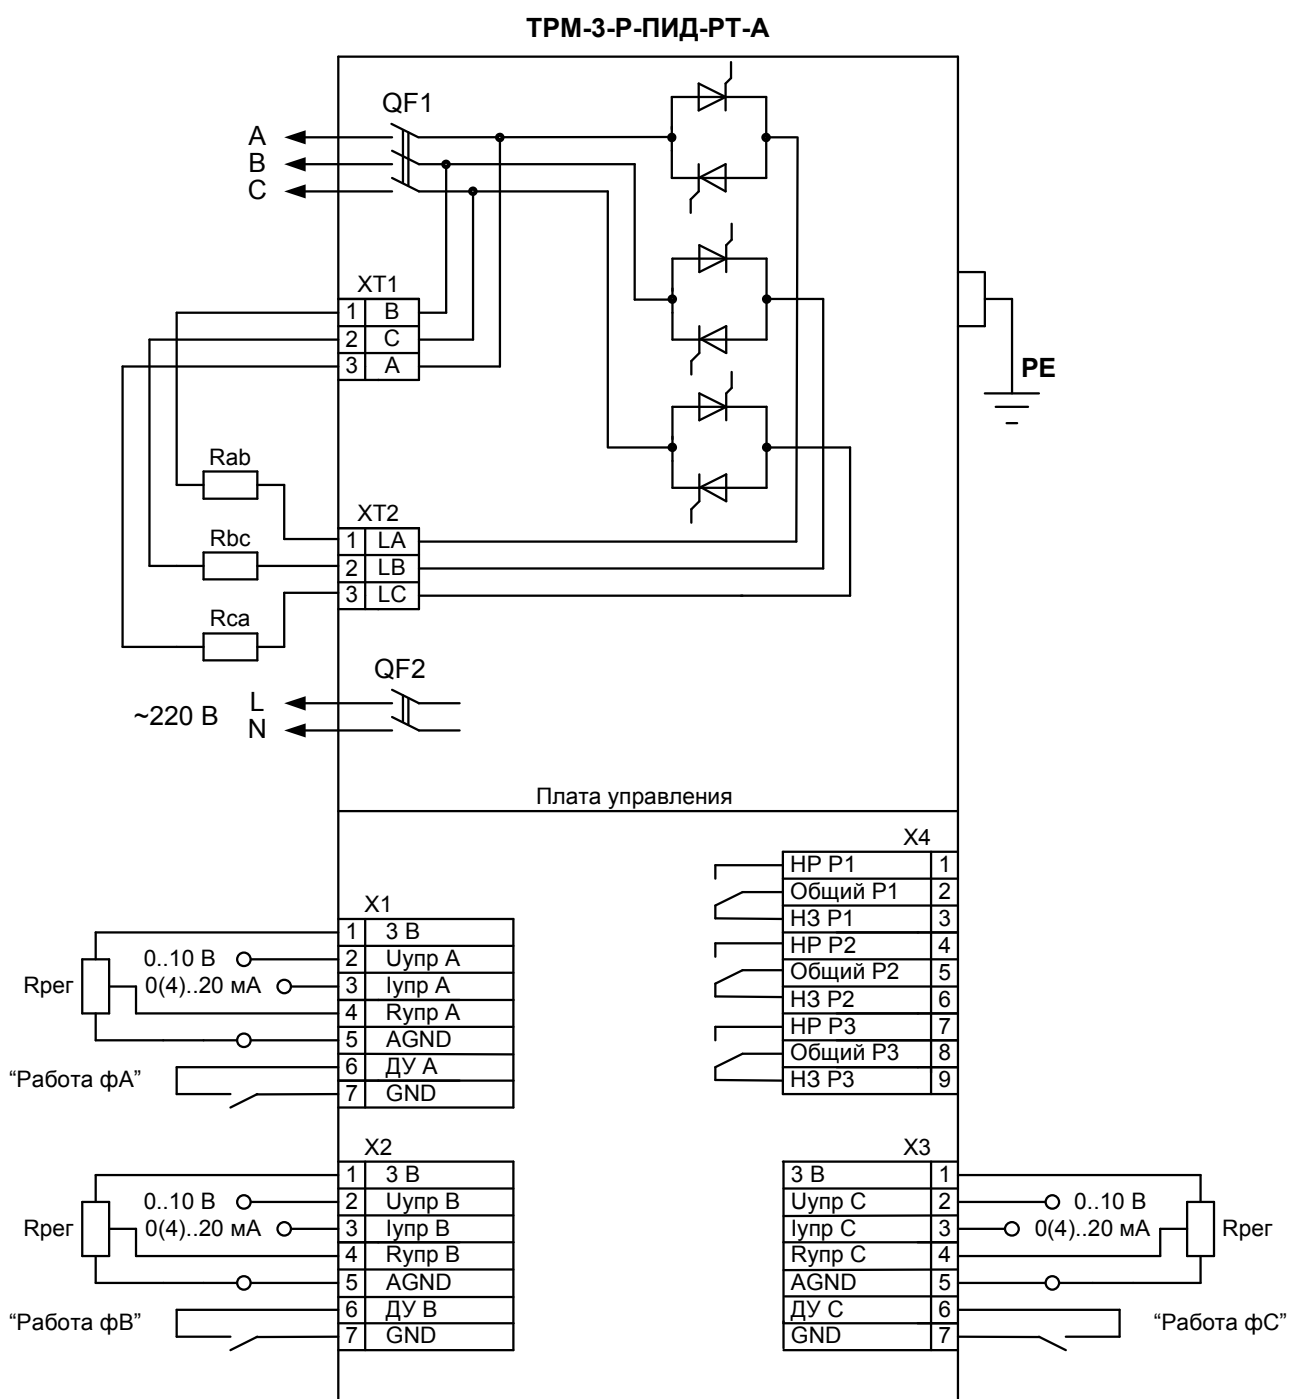 ТРМ-3-Р-ПИД-РТ-А
QF1
A
B
C
XT1
1 B
2 C
3 A
PE
Rab
Rbc
Rca
XT2
1 LA
2 LB
3 LC
QF2
~220 В
L
N
Плата управления
X4
НР Р1 1
Общий Р1 2
НЗ Р1 3
НР Р2 4
Общий Р2 5
НЗ Р2 6
НР Р3 7
Общий Р3 8
НЗ Р3 9
X1
1 3 В
0..10 В 2 Uупр А
Rрег 0(4)..20 мА 3 Iупр А
4 Rупр А
5 AGND
“Работа фА” 6 ДУ А
7 GND
X2
1 3 В
0..10 В 2 Uупр В
Rрег 0(4)..20 мА 3 Iупр В
4 Rупр В
5 AGND
“Работа фВ” 6 ДУ В
7 GND
X3
3 В 1
Uупр С 2 0..10 В
Iупр С 3 0(4)..20 мА Rрег
Rупр С 4
AGND 5
ДУ С 6 “Работа фС”
GND 7